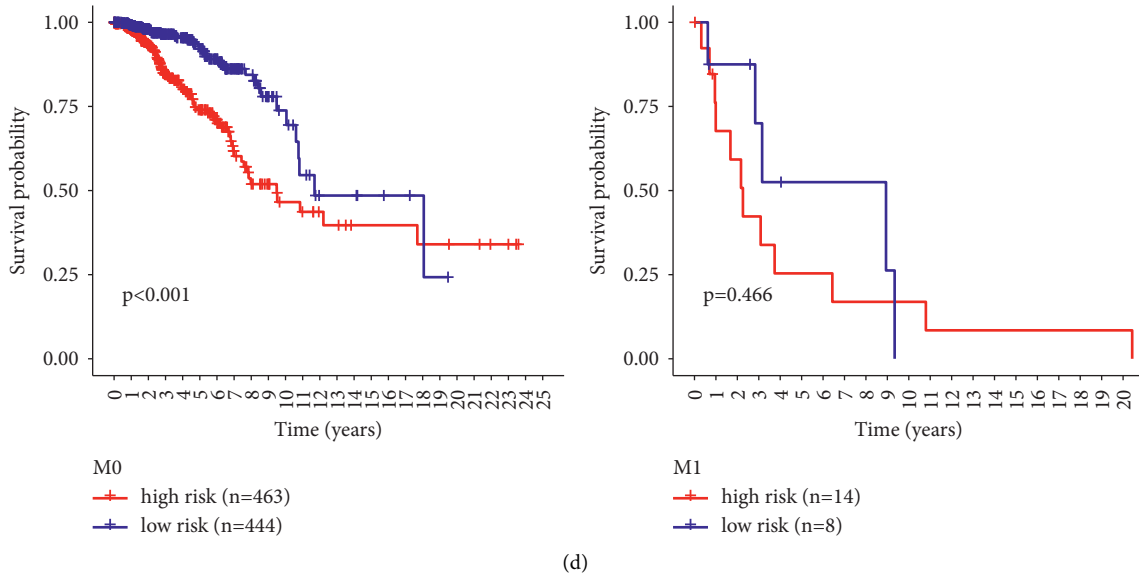 1.00
0.75
0.50
0.25
0.00
Survival probability
p<0.001
0 1 2 3 4 5 6 7 8 9 10 11 12 13 14 15 16 17 18 19 20 21 22 23 24 25
Time (years)
M0
high risk (n=463)
low risk (n=444)
1.00
0.75
0.50
0.25
0.00
Survival probability
p=0.466
0 1 2 3 4 5 6 7 8 9 10 11 12 13 14 15 16 17 18 19 20
Time (years)
M1
high risk (n=14)
low risk (n=8)
(d)